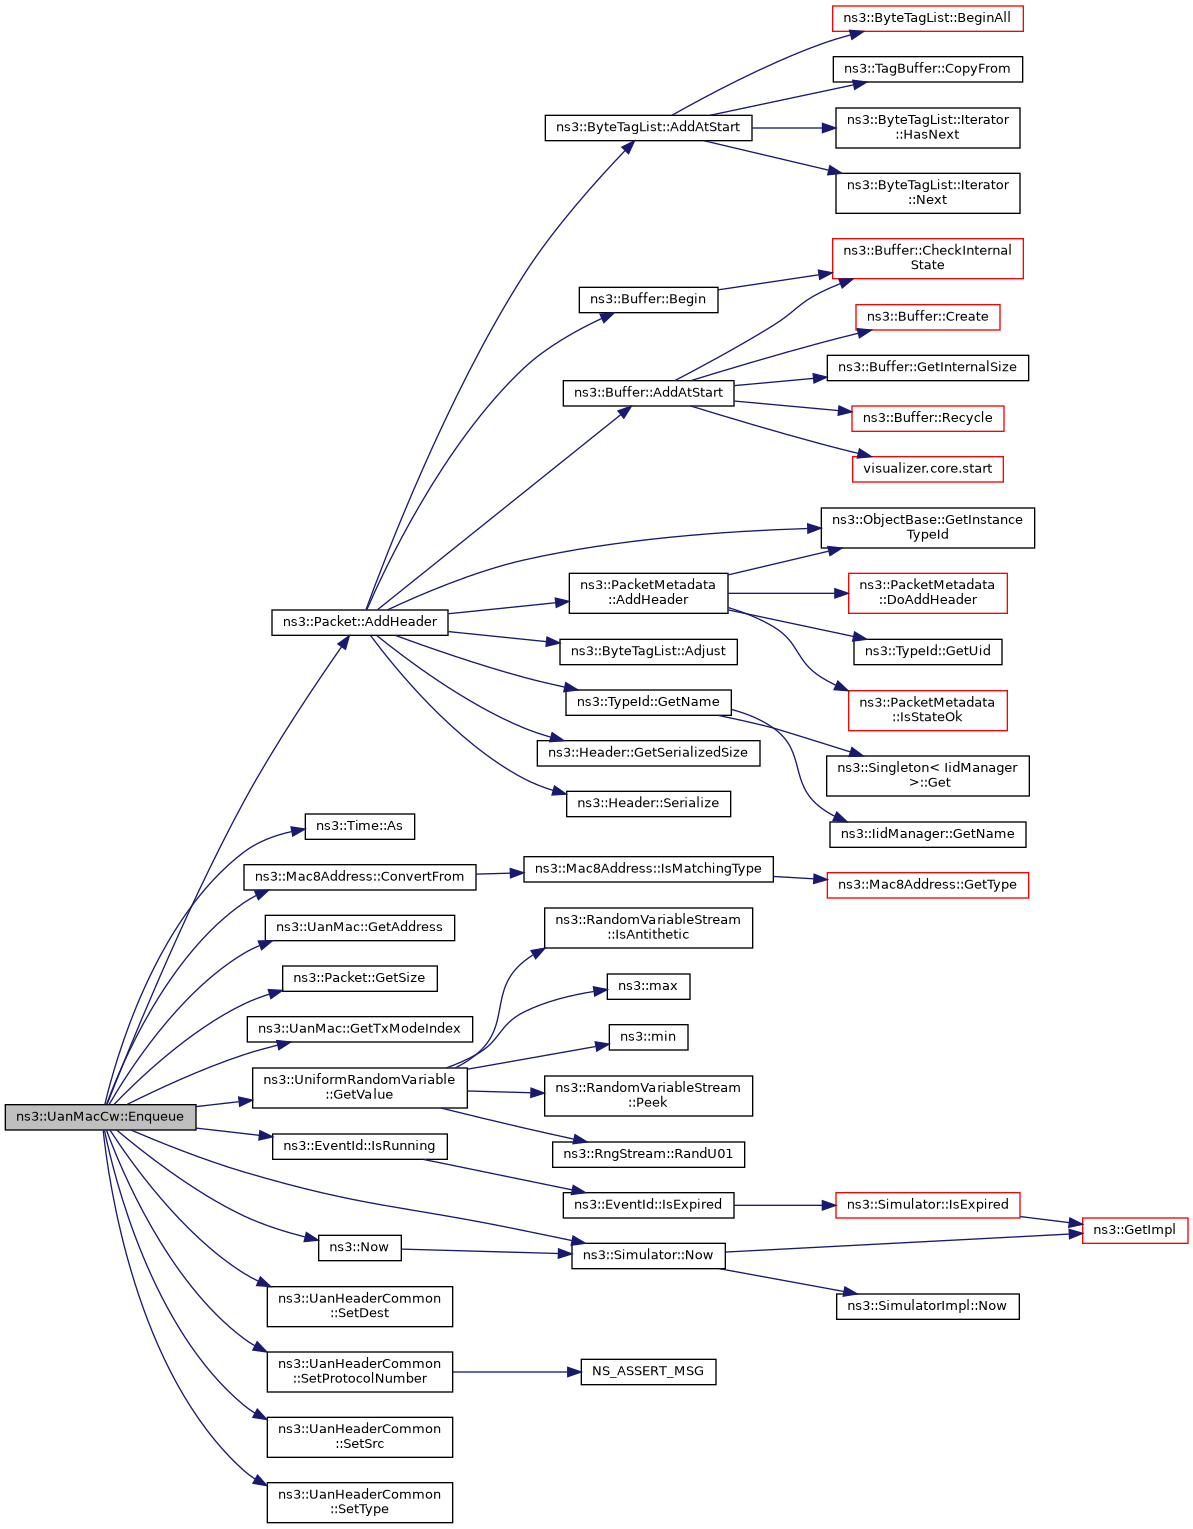 ns3::ByteTagList::BeginAll
ns3::TagBuffer::CopyFrom
ns3::ByteTagList::AddAtStart
ns3::ByteTagList::Iterator
::HasNext
ns3::ByteTagList::Iterator
::Next
ns3::Buffer::CheckInternal
State
ns3::Buffer::Begin
ns3::Buffer::Create
ns3::Buffer::GetInternalSize
ns3::Buffer::AddAtStart
ns3::Buffer::Recycle
visualizer.core.start
ns3::ObjectBase::GetInstance
TypeId
ns3::PacketMetadata
::AddHeader
ns3::PacketMetadata
::DoAddHeader
ns3::Packet::AddHeader
ns3::ByteTagList::Adjust
ns3::TypeId::GetUid
ns3::TypeId::GetName
ns3::PacketMetadata
::IsStateOk
ns3::Header::GetSerializedSize
ns3::Singleton< IidManager
>::Get
ns3::Header::Serialize
ns3::IidManager::GetName
ns3::Time::As
ns3::Mac8Address::ConvertFrom
ns3::Mac8Address::IsMatchingType
ns3::Mac8Address::GetType
ns3::UanMac::GetAddress
ns3::RandomVariableStream
::IsAntithetic
ns3::Packet::GetSize
ns3::max
ns3::UanMac::GetTxModeIndex
ns3::min
ns3::UniformRandomVariable
::GetValue
ns3::RandomVariableStream
::Peek
ns3::UanMacCw::Enqueue
ns3::EventId::IsRunning
ns3::RngStream::RandU01
ns3::EventId::IsExpired
ns3::Simulator::IsExpired
ns3::GetImpl
ns3::Now
ns3::Simulator::Now
ns3::SimulatorImpl::Now
ns3::UanHeaderCommon
::SetDest
ns3::UanHeaderCommon
::SetProtocolNumber
NS_ASSERT_MSG
ns3::UanHeaderCommon
::SetSrc
ns3::UanHeaderCommon
::SetType